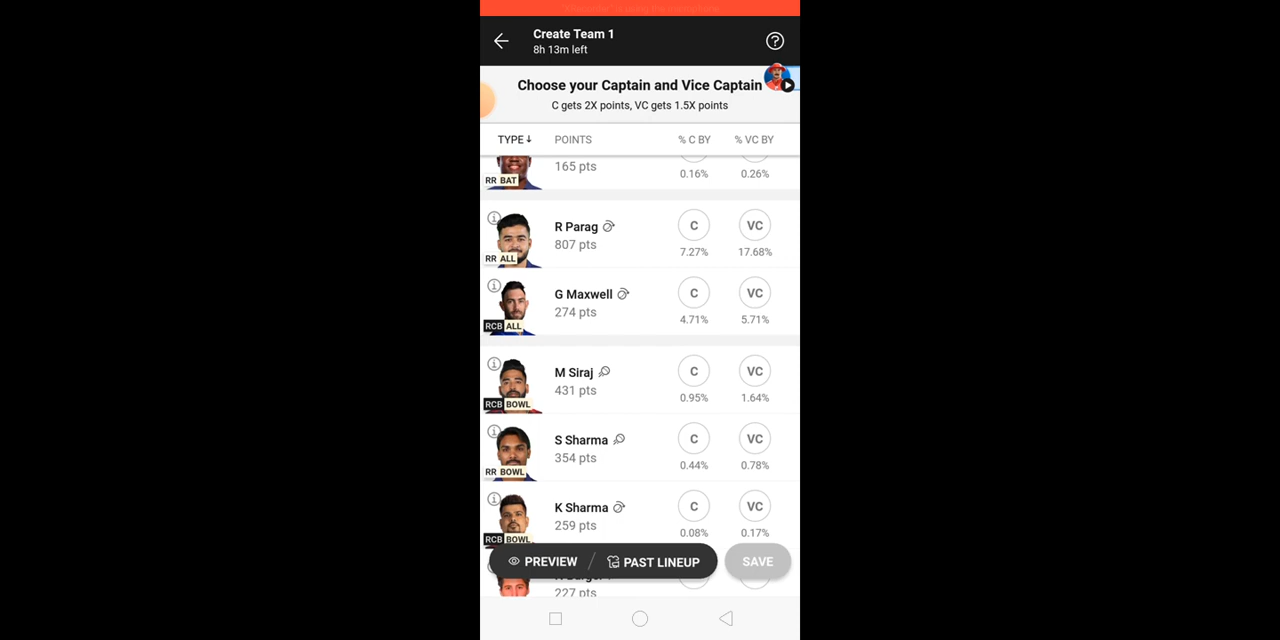 Create Team 1
8h 13m left
Choose your Captain and Vice Captain
C gets 2X points, VC gets 1.5X points
TYPE↓ POINTS % C BY % VC BY
165 pts
RR BAT 0.16% 0.26%
R Parag C VC
807 pts
RR ALL 7.27% 17.68%
G Maxwell C VC
274 pts
RCB ALL 4.71% 5.71%
M Siraj C VC
431 pts
RCB BOWL 0.95% 1.64%
S Sharma C VC
354 pts
RR BOWL 0.44% 0.78%
K Sharma C VC
259 pts
RCB BOWL 0.08% 0.17%
PREVIEW / PAST LINEUP SAVE
227 pts